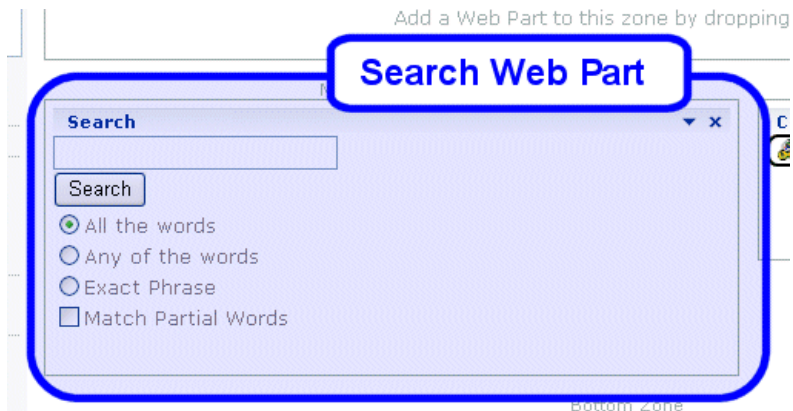 Add a Web Part to this zone by dropping
Search Web Part
Search
Search
All the words
Any of the words
Exact Phrase
Match Partial Words
Bottom Zone